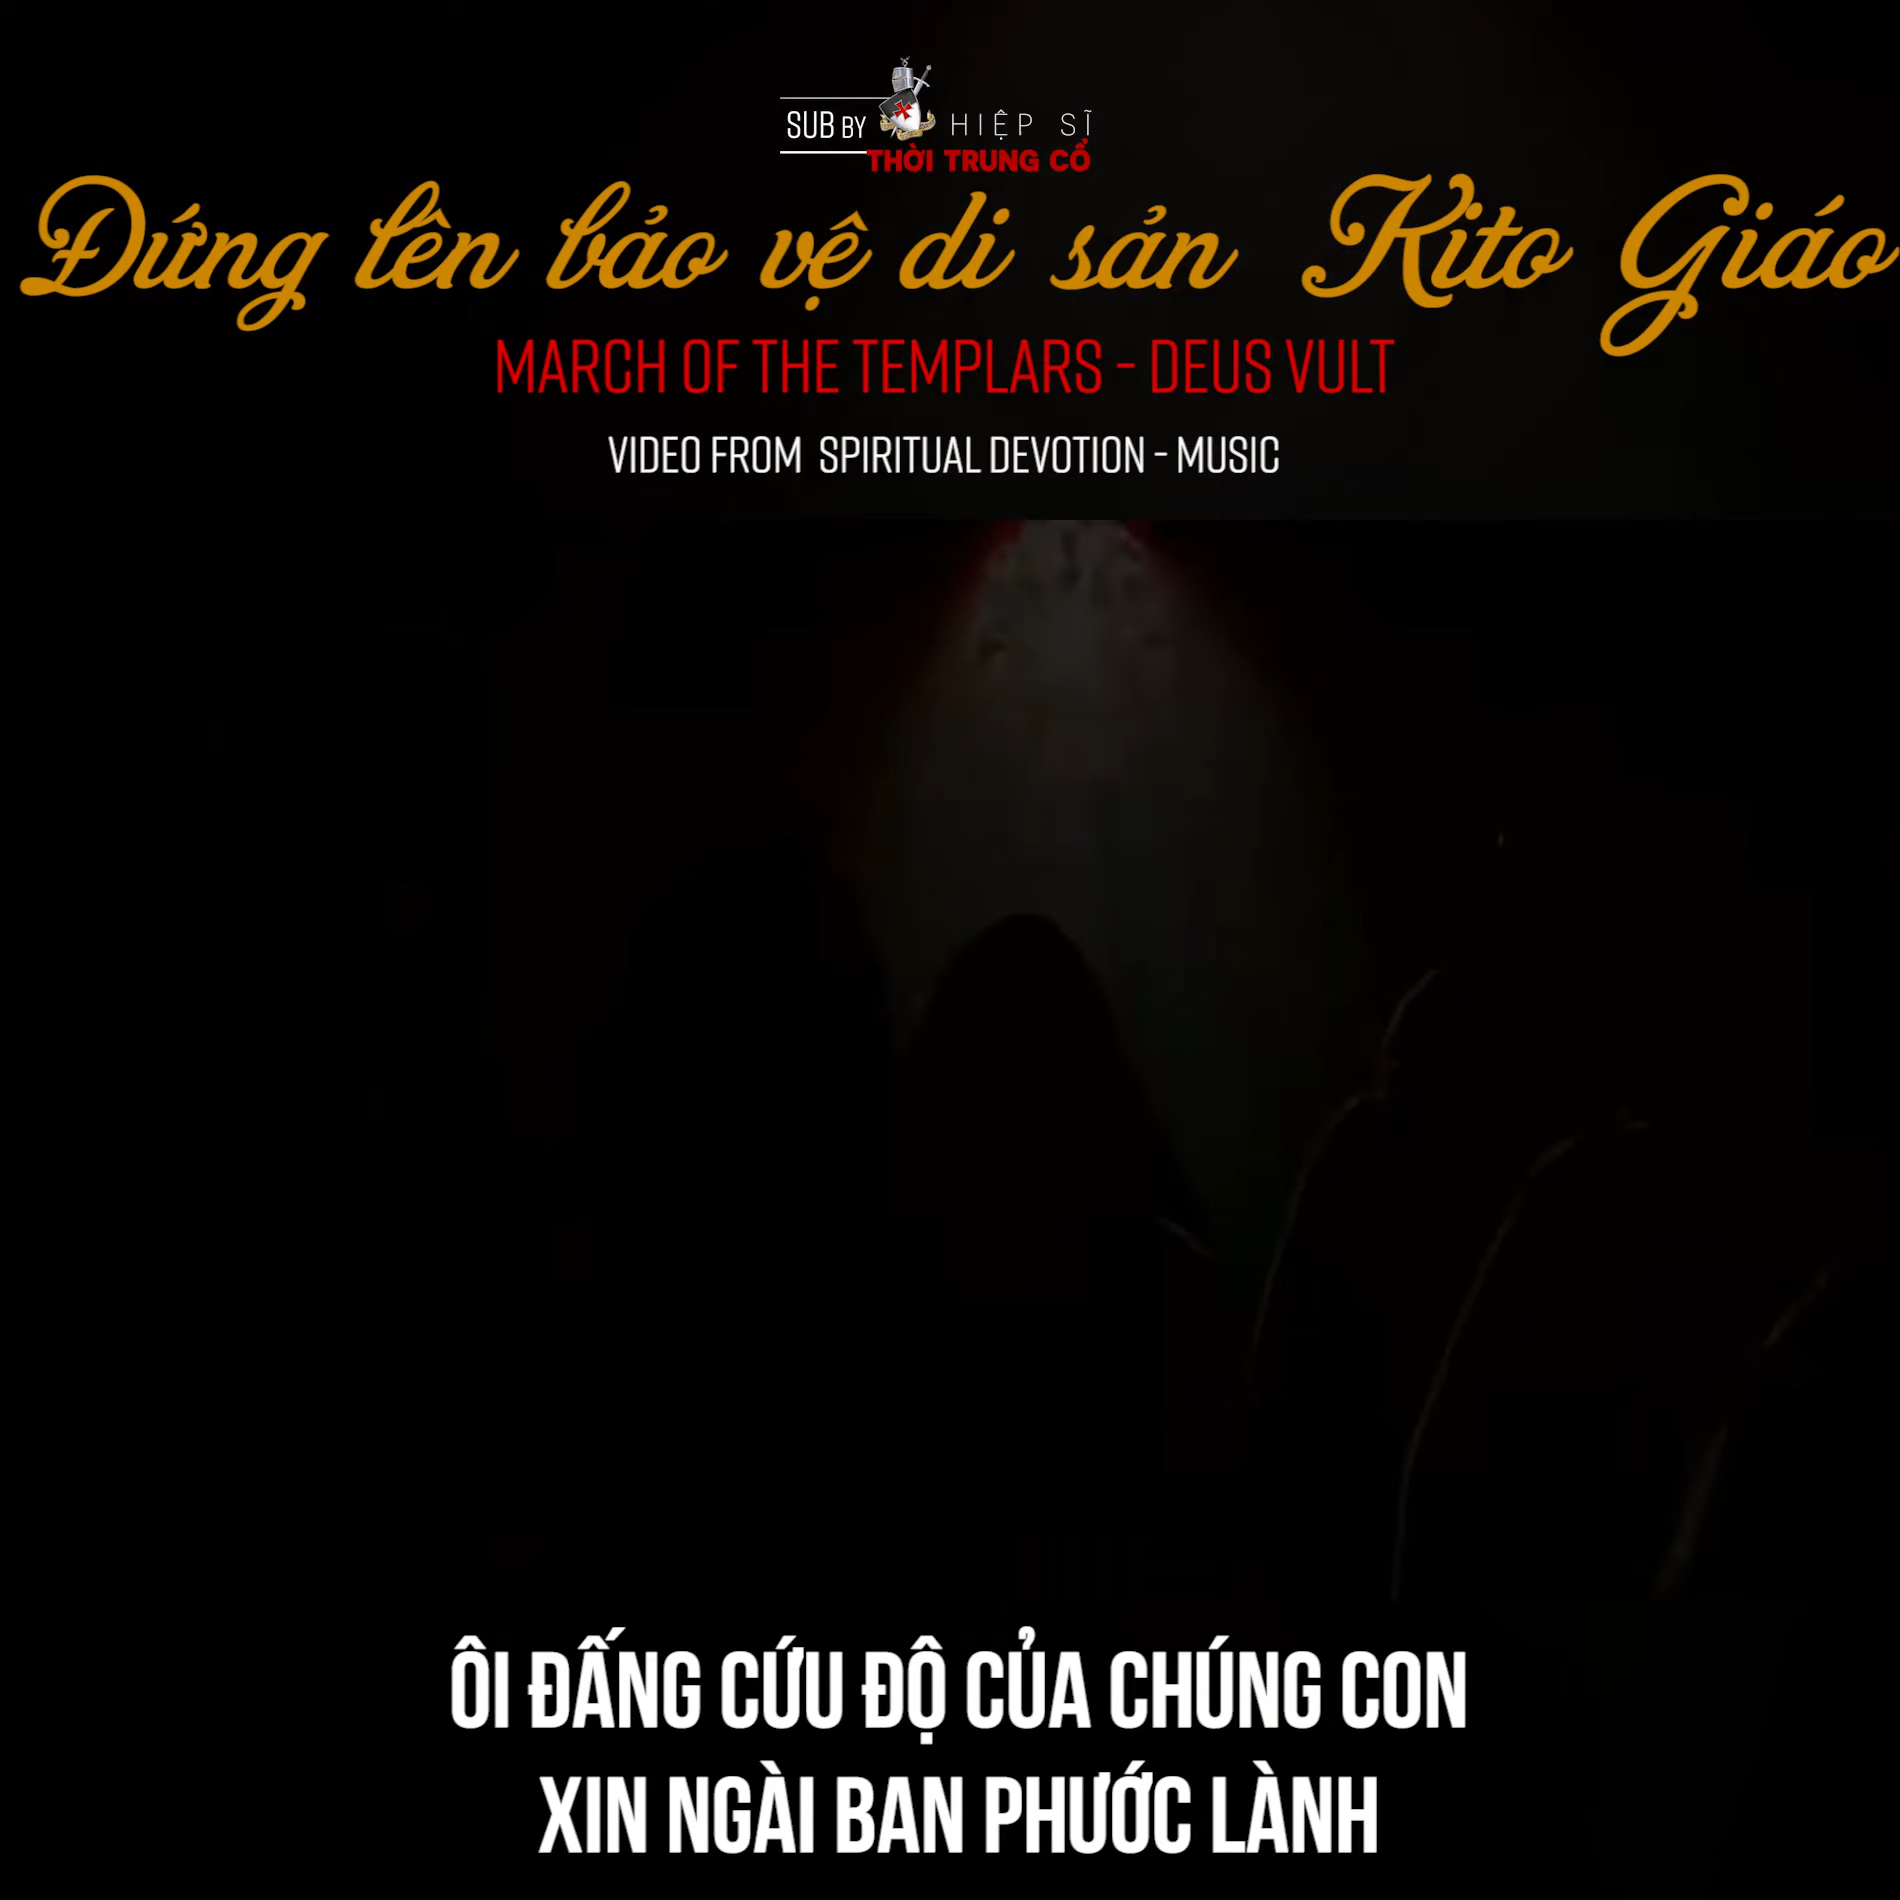 SUB BY HIỆP SĨ
THỜI TRUNG CỔ
Đứng lên bảo vệ di sản Kito Giáo
MARCH OF THE TEMPLARS - DEUS VULT
VIDEO FROM SPIRITUAL DEVOTION - MUSIC
ÔI ĐẤNG CỨU ĐỘ CỦA CHÚNG CON
XIN NGÀI BAN PHƯỚC LÀNH